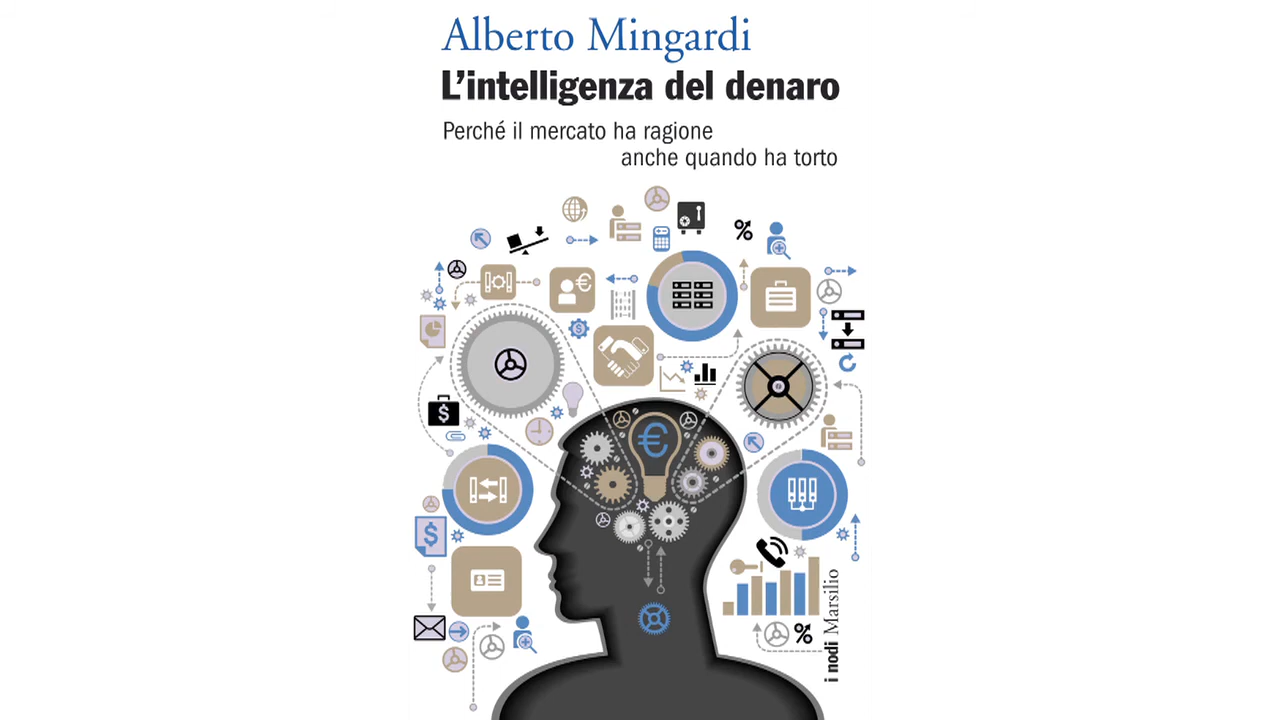 Alberto Mingardi
L'intelligenza del denaro
Perché il mercato ha ragione
anche quando ha torto
i nodi Marsilio